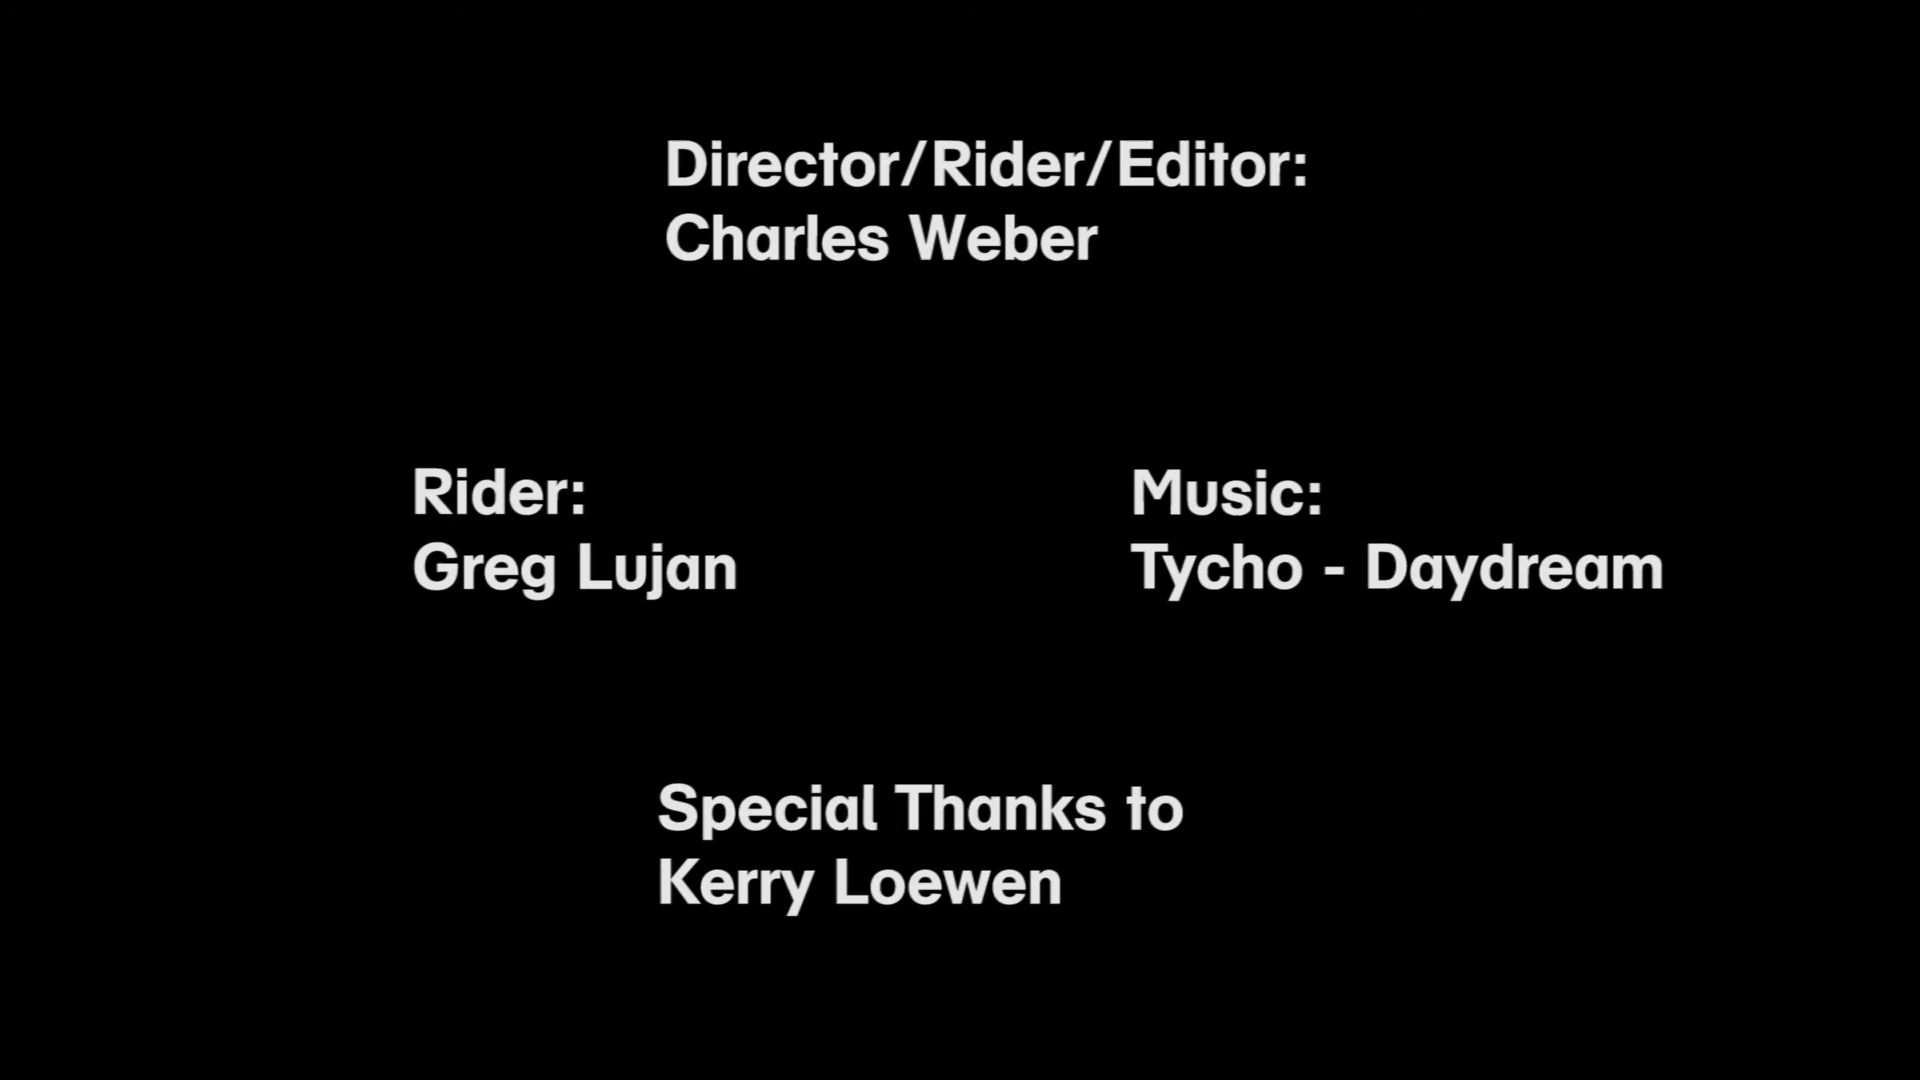 Director/Rider/Editor:
Charles Weber
Rider:
Greg Lujan
Music:
Tycho - Daydream
Special Thanks to
Kerry Loewen